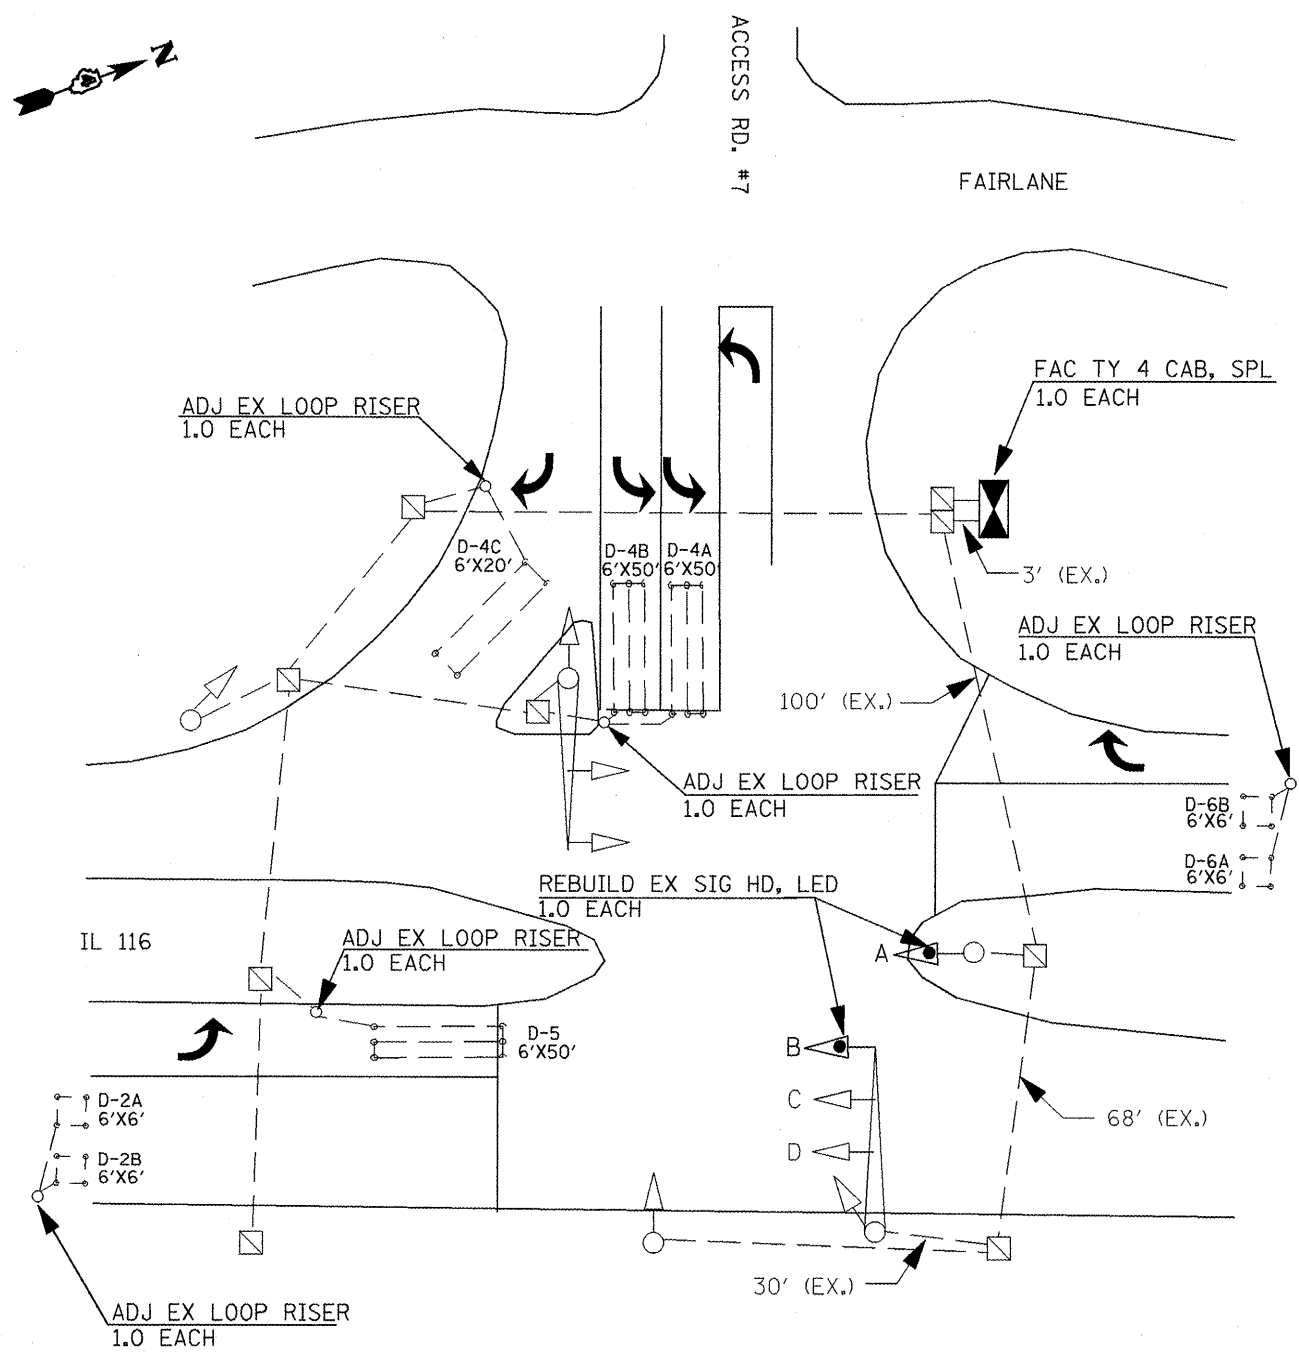 N
ACCESS RD. #7
FAIRLANE
FAC TY 4 CAB, SPL
1.0 EACH
ADJ EX LOOP RISER
1.0 EACH
D-4C
6'X20'
D-4B
6'X50'
D-4A
6'X50'
3' (EX.)
ADJ EX LOOP RISER
1.0 EACH
100' (EX.)
ADJ EX LOOP RISER
1.0 EACH
D-6B
6'X6'
D-6A
6'X6'
REBUILD EX SIG HD, LED
1.0 EACH
IL 116
ADJ EX LOOP RISER
1.0 EACH
A
D-5
6'X50'
B
C
D
D-2A
6'X6'
D-2B
6'X6'
68' (EX.)
30' (EX.)
ADJ EX LOOP RISER
1.0 EACH